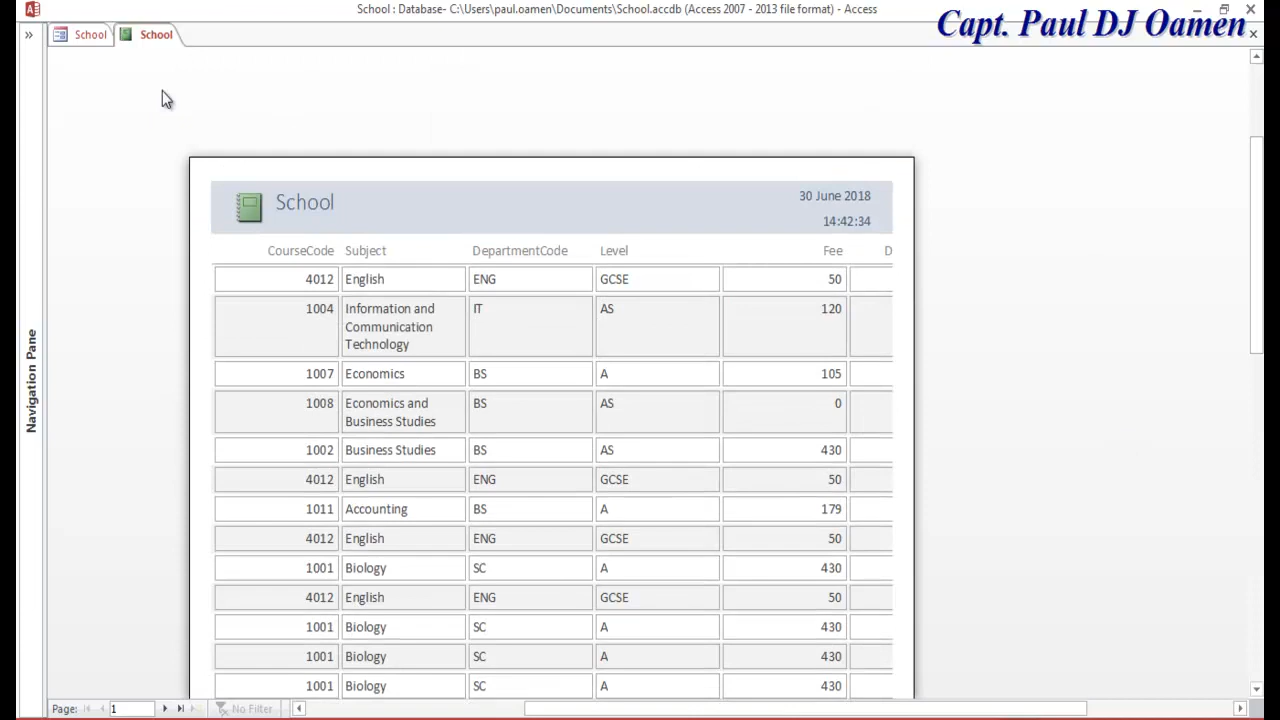 School : Database- C:\Users\paul.oamen\Documents\School.accdb (Access 2007 - 2013 file format) - Access
Capt. Paul DJ Oamen
School
School
Navigation Pane
School
30 June 2018
14:42:34
CourseCode Subject DepartmentCode Level Fee D
4012 English ENG GCSE 50
1004 Information and Communication Technology IT AS 120
1007 Economics BS A 105
1008 Economics and Business Studies BS AS 0
1002 Business Studies BS AS 430
4012 English ENG GCSE 50
1011 Accounting BS A 179
4012 English ENG GCSE 50
1001 Biology SC A 430
4012 English ENG GCSE 50
1001 Biology SC A 430
1001 Biology SC A 430
1001 Biology SC A 430
Page: 1 No Filter